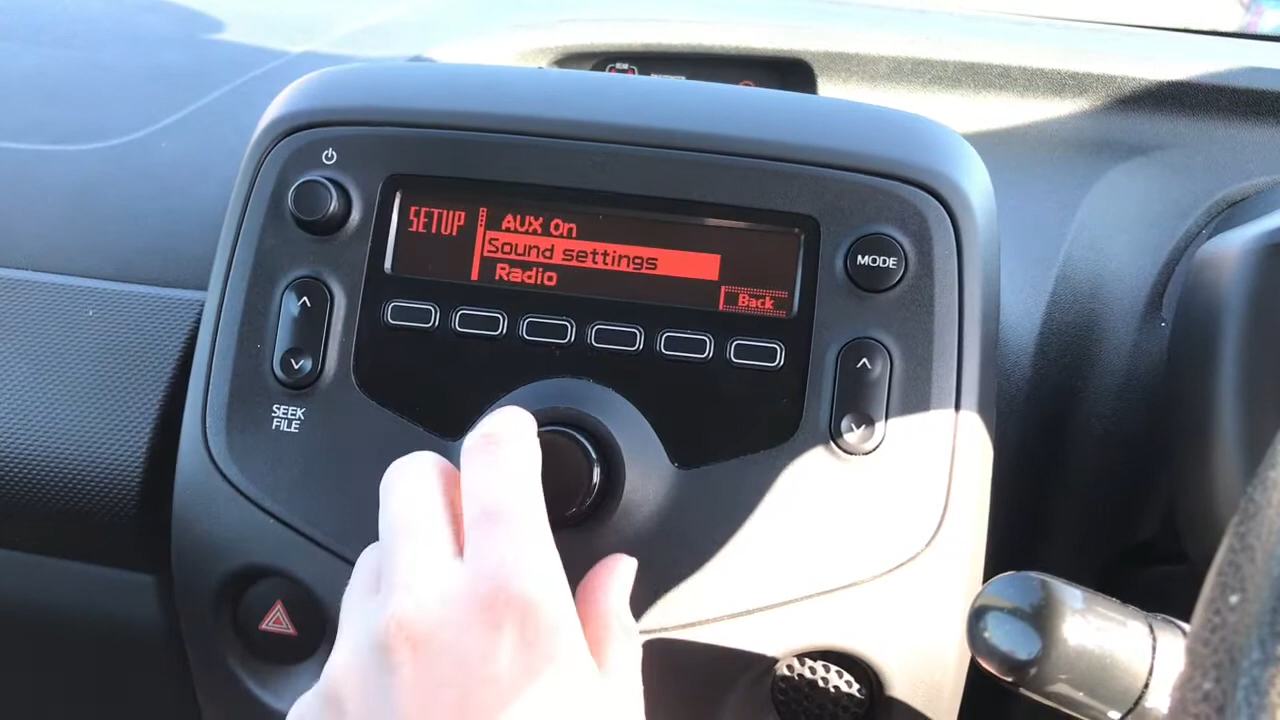 SETUP
AUX On
Sound settings
Radio
Back
MODE
SEEK
FILE